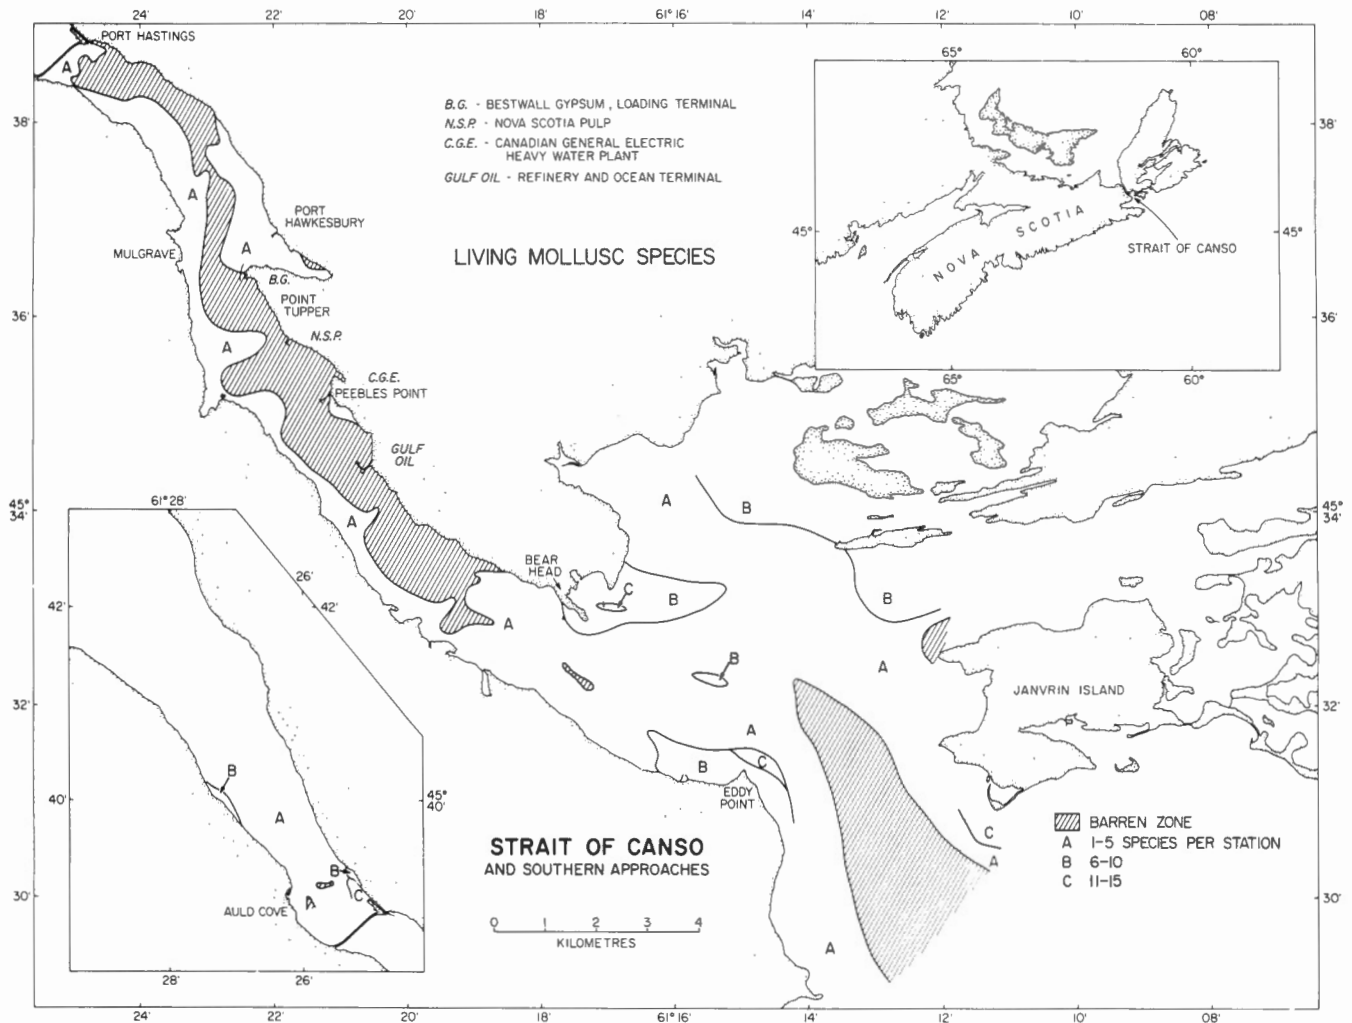 24'
22'
20'
18'
61° 16'
14'
12'
10'
08'
PORT HASTINGS
A
65°
60°
B.G. - BESTWALL GYPSUM, LOADING TERMINAL
N.S.P. - NOVA SCOTIA PULP
C.G.E. - CANADIAN GENERAL ELECTRIC
HEAVY WATER PLANT
GULF OIL - REFINERY AND OCEAN TERMINAL
38'
38'
A
PORT
HAWKESBURY
MULGRAVE
A
LIVING MOLLUSC SPECIES
45°
NOVA SCOTIA
STRAIT OF CANSO
45°
B.G.
POINT
TUPPER
36'
36'
N.S.P.
A
C.G.E.
PEEBLES POINT
65°
60°
GULF
OIL
61° 28'
45°
34'
45°
34'
A
A
B
BEAR
HEAD
26'
42'
42'
C
B
B
A
B
A
JANVRIN ISLAND
32'
32'
A
B
C
B
EDDY
POINT
A
40'
45°
40'
STRAIT OF CANSO
AND SOUTHERN APPROACHES
C
A
BARREN ZONE
A 1-5 SPECIES PER STATION
B 6-10
C 11-15
B
C
A
AULD COVE
30'
30'
0 1 2 3 4
KILOMETRES
A
28'
26'
24'
22'
20'
18'
61° 16'
14'
12'
10'
08'